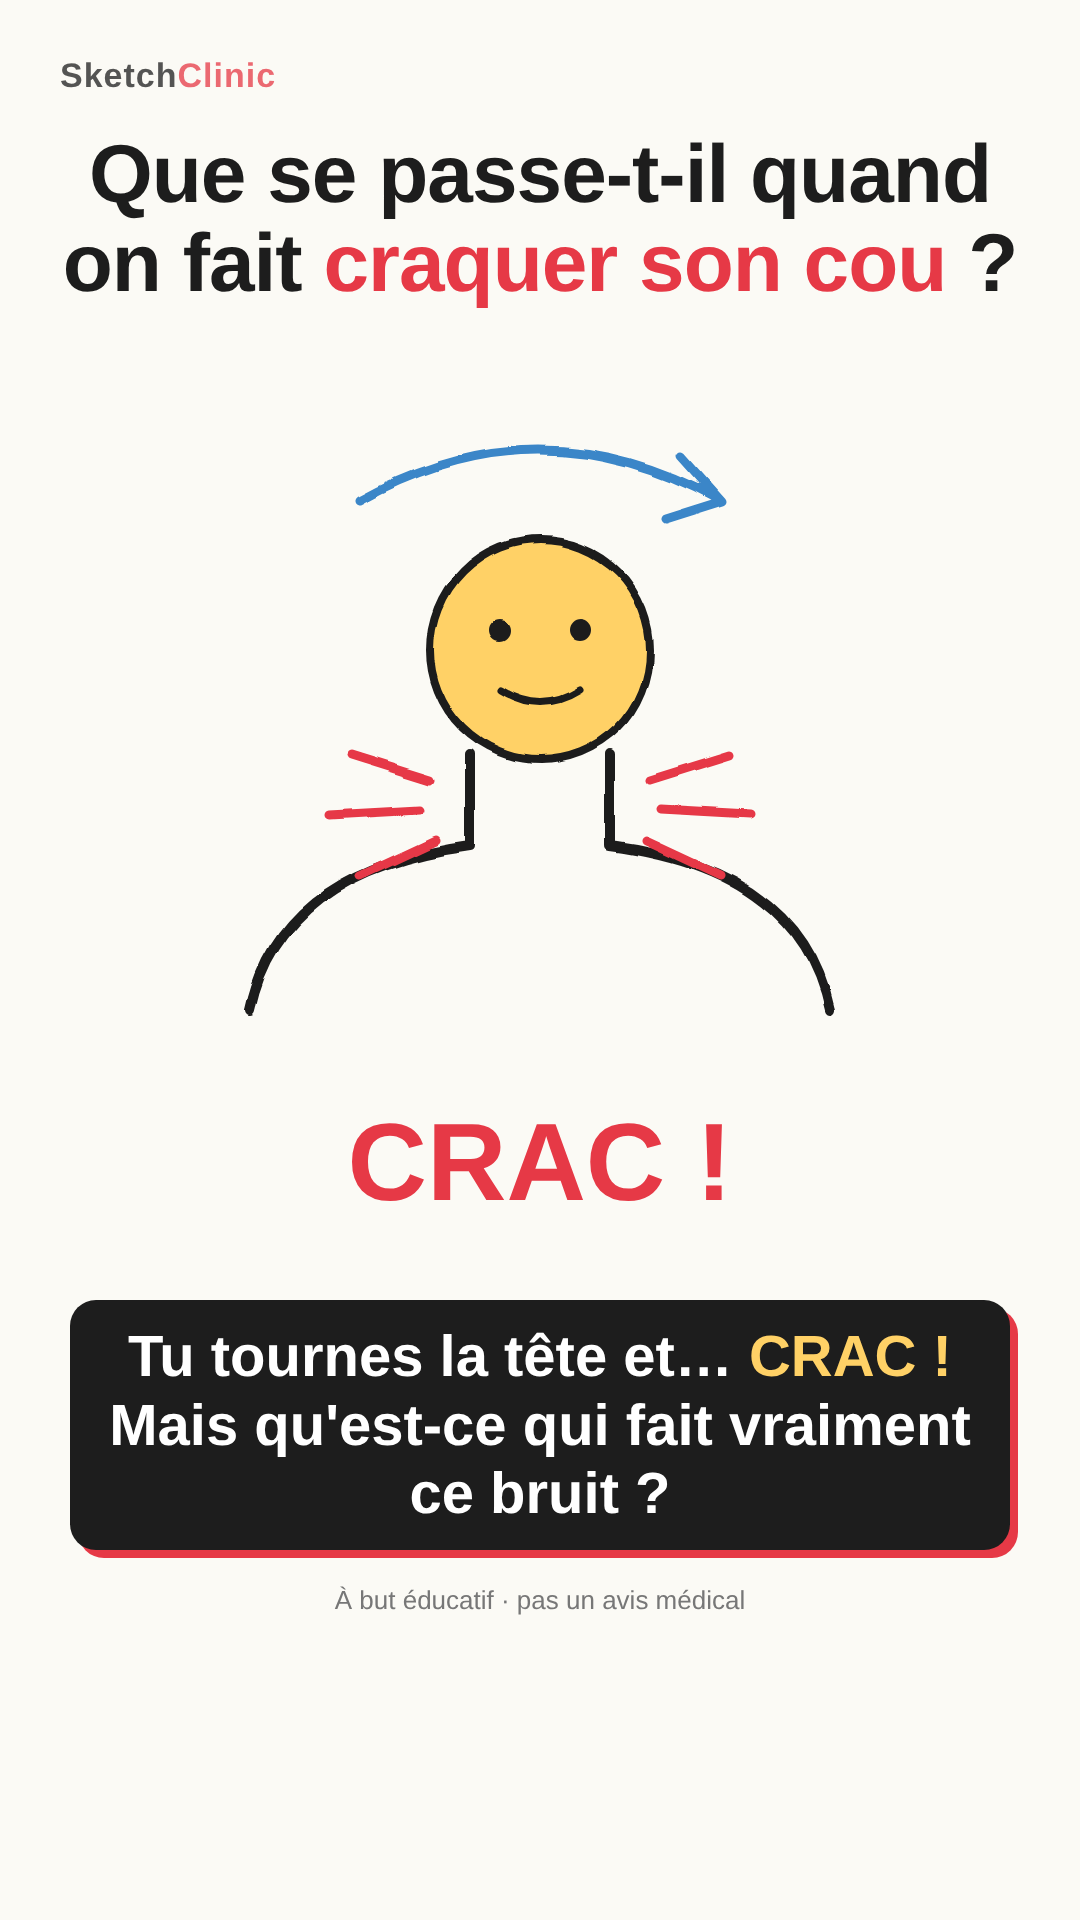 SketchClinic
Que se passe-t-il quand
on fait craquer son cou ?
CRAC !
Tu tournes la tête et… CRAC !
Mais qu'est-ce qui fait vraiment
ce bruit ?
À but éducatif · pas un avis médical